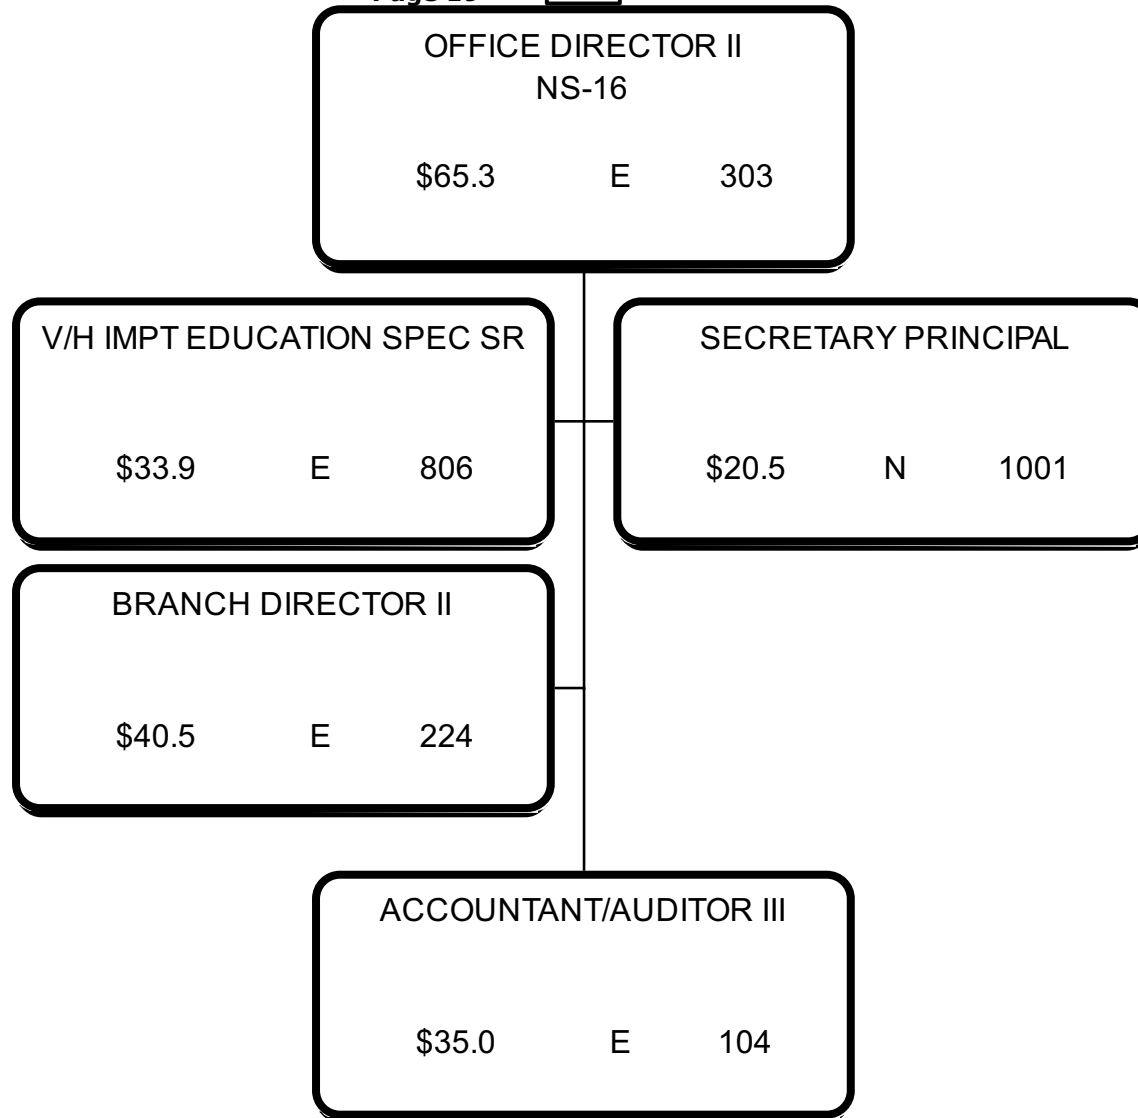 OFFICE DIRECTOR II
NS-16
$65.3 E 303
V/H IMPT EDUCATION SPEC SR
$33.9 E 806
SECRETARY PRINCIPAL
$20.5 N 1001
BRANCH DIRECTOR II
$40.5 E 224
ACCOUNTANT/AUDITOR III
$35.0 E 104